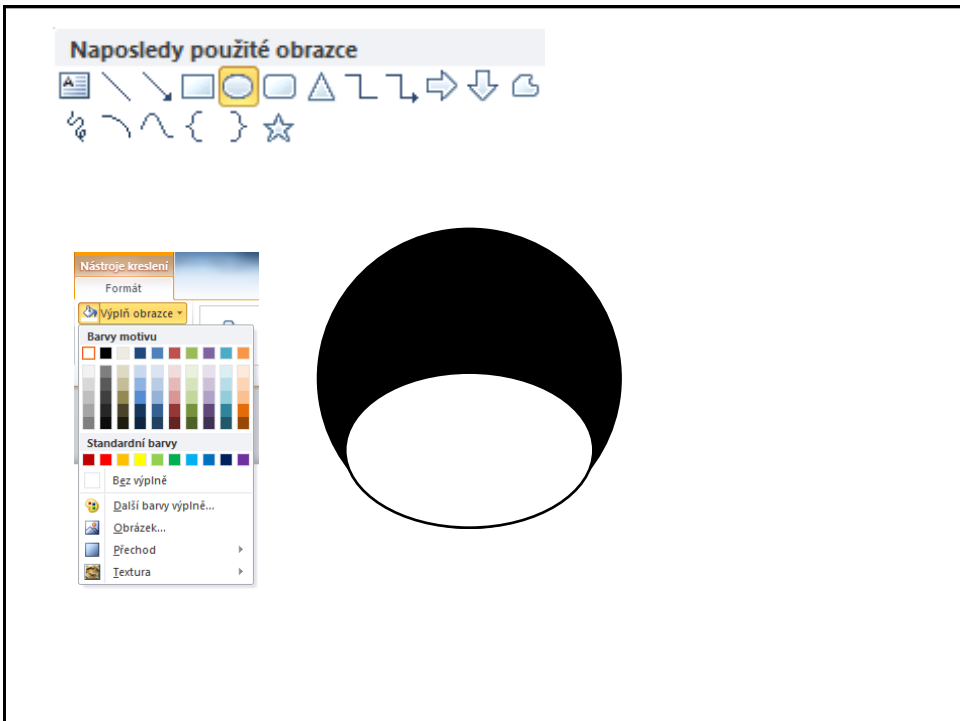 Naposledy použité obrazce
A
Nástroje kreslení
Formát
Výplň obrazce
Barvy motivu
Standardní barvy
Bez výplně
Další barvy výplně...
Obrázek...
Přechod
Textura